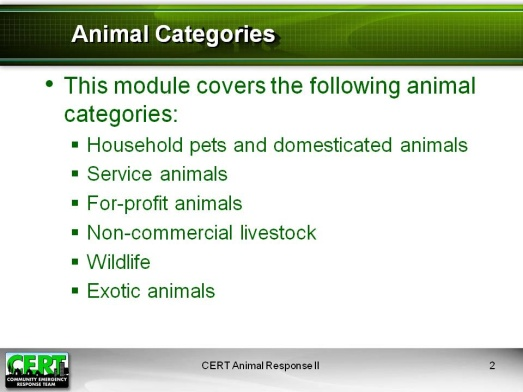 Animal Categories
• This module covers the following animal
categories:
▪ Household pets and domesticated animals
▪ Service animals
▪ For-profit animals
▪ Non-commercial livestock
▪ Wildlife
▪ Exotic animals
CERT
COMMUNITY EMERGENCY
RESPONSE TEAM
CERT Animal Response II
2